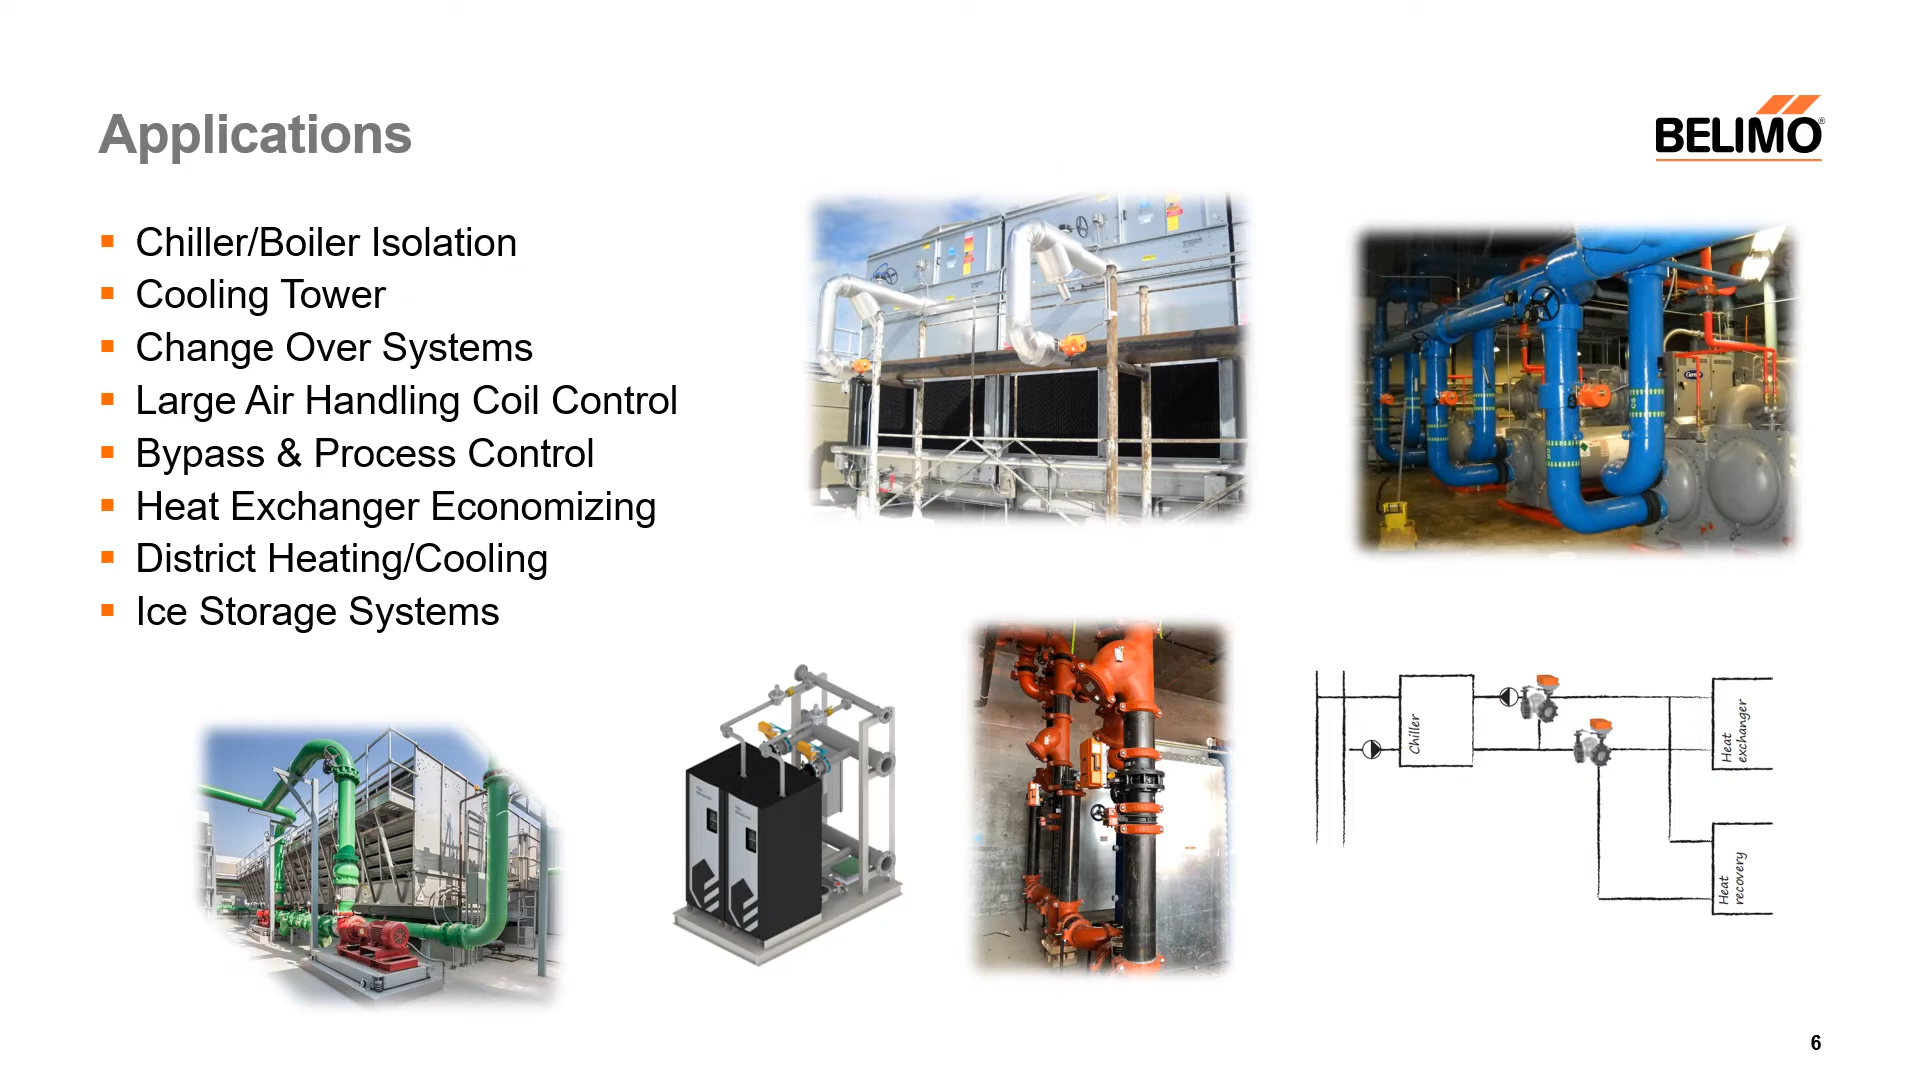 Applications
BELIMO®
Chiller/Boiler Isolation
Cooling Tower
Change Over Systems
Large Air Handling Coil Control
Bypass & Process Control
Heat Exchanger Economizing
District Heating/Cooling
Ice Storage Systems
Chiller
Heat
exchanger
Heat
recovery
6